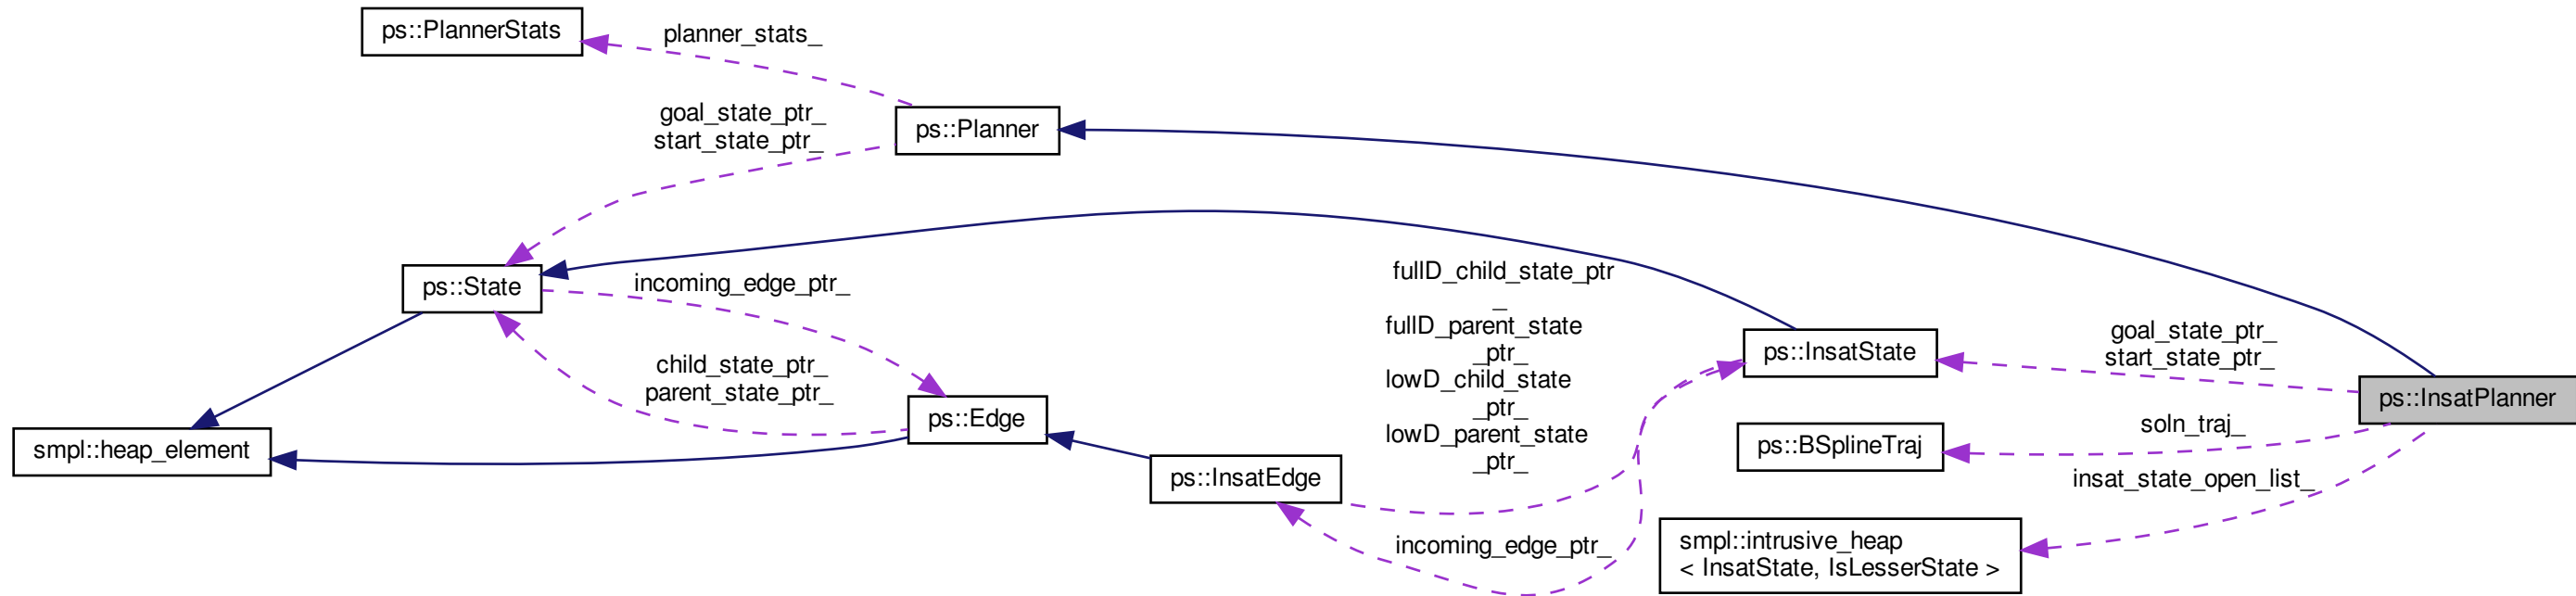 ps::PlannerStats
planner_stats_
goal_state_ptr_
start_state_ptr_
ps::Planner
ps::State
incoming_edge_ptr_
child_state_ptr_
parent_state_ptr_
smpl::heap_element
ps::Edge
ps::InsatEdge
fullD_child_state_ptr
_
fullD_parent_state
_ptr_
lowD_child_state
_ptr_
lowD_parent_state
_ptr_
incoming_edge_ptr_
ps::InsatState
ps::BSplineTraj
smpl::intrusive_heap
< InsatState, IsLesserState >
goal_state_ptr_
start_state_ptr_
soln_traj_
insat_state_open_list_
ps::InsatPlanner